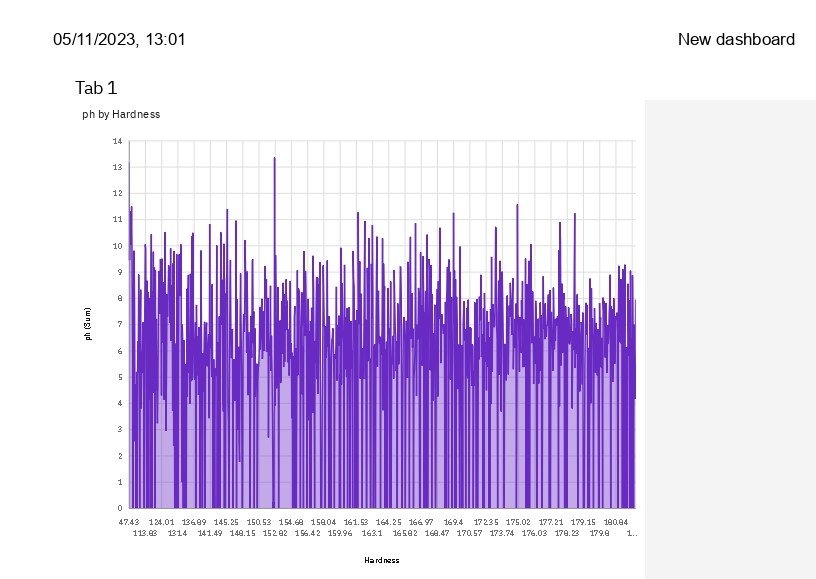 05/11/2023, 13:01
New dashboard
Tab 1
ph by Hardness
14
13
12
11
10
9
8
7
6
5
4
3
2
1
0
ph (Sum)
47.43 124.01 136.09 145.25 150.53 154.60 158.04 161.53 164.25 166.97 169.4 172.35 175.02 177.21 179.15 180.84
113.83 131.4 141.49 148.15 152.82 156.42 159.96 163.1 165.82 168.47 170.57 173.74 176.03 178.23 179.8 1...
Hardness